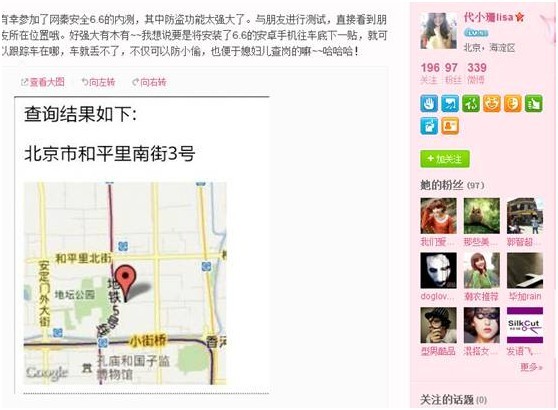 有幸参加了网秦安全6.6的内测，其中防盗功能太强大了。与朋友进行测试，直接看到朋
友所在位置哦。好强大有木有~~我想说要是将安装了6.6的安卓手机往车底下一贴，就可
以跟踪车在哪，车就丢不了，不仅可以防小偷，也便于媳妇儿查岗的嘛~~哈哈哈！
查看大图 向左转 向右转
查询结果如下:
北京市和平里南街3号
和平里北街
安定门外大街
地坛公园
地铁5号线
小街桥
香河
孔庙和国子监
博物馆
Google
代小珊lisa
北京，海淀区
196 97 339
关注 粉丝 微博
+加关注
她的粉丝 (97)
我们爱... 那些美... 郭智超...
doglov... 潮衣推荐 毕加rain
型男酷品 混搭女... 发语飞...
SilkCut
更多»
关注的话题 (0)